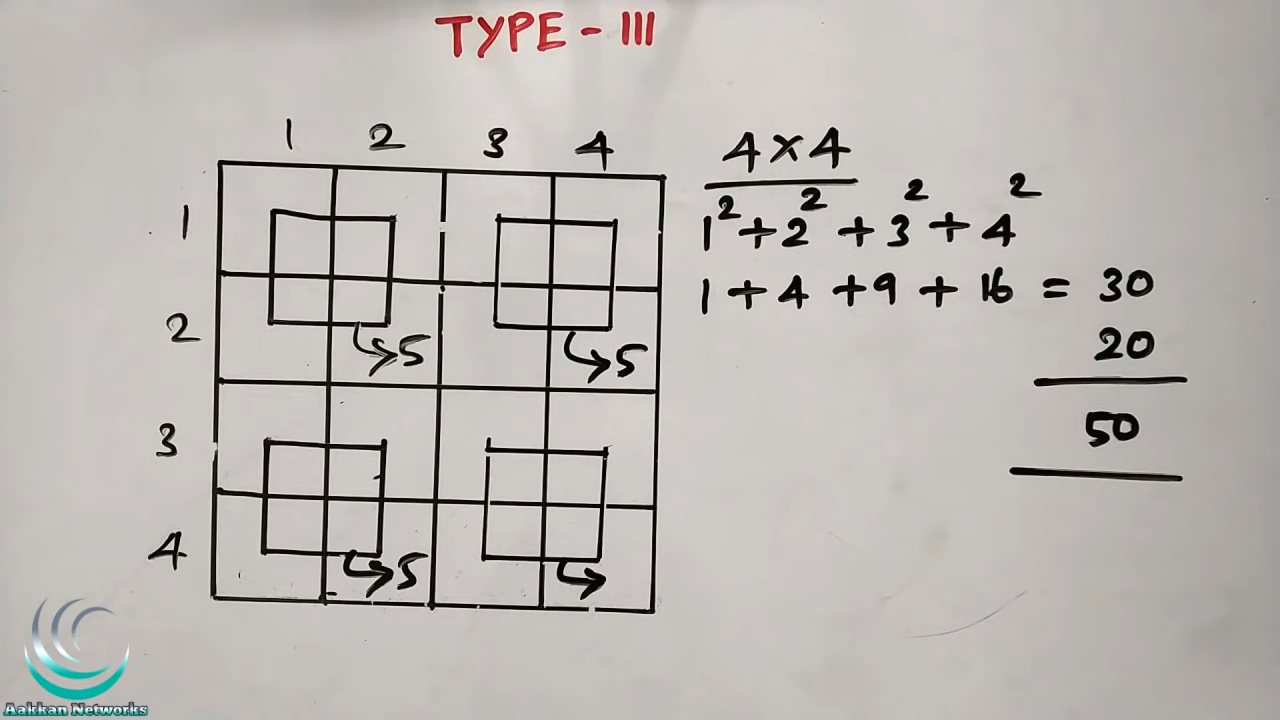 TYPE - III
1 2 3 4
1
2
3
4
→5
→5
→5
→
4×4
1² + 2² + 3² + 4²
1 + 4 + 9 + 16 = 30
20
50
Aakkan Networks